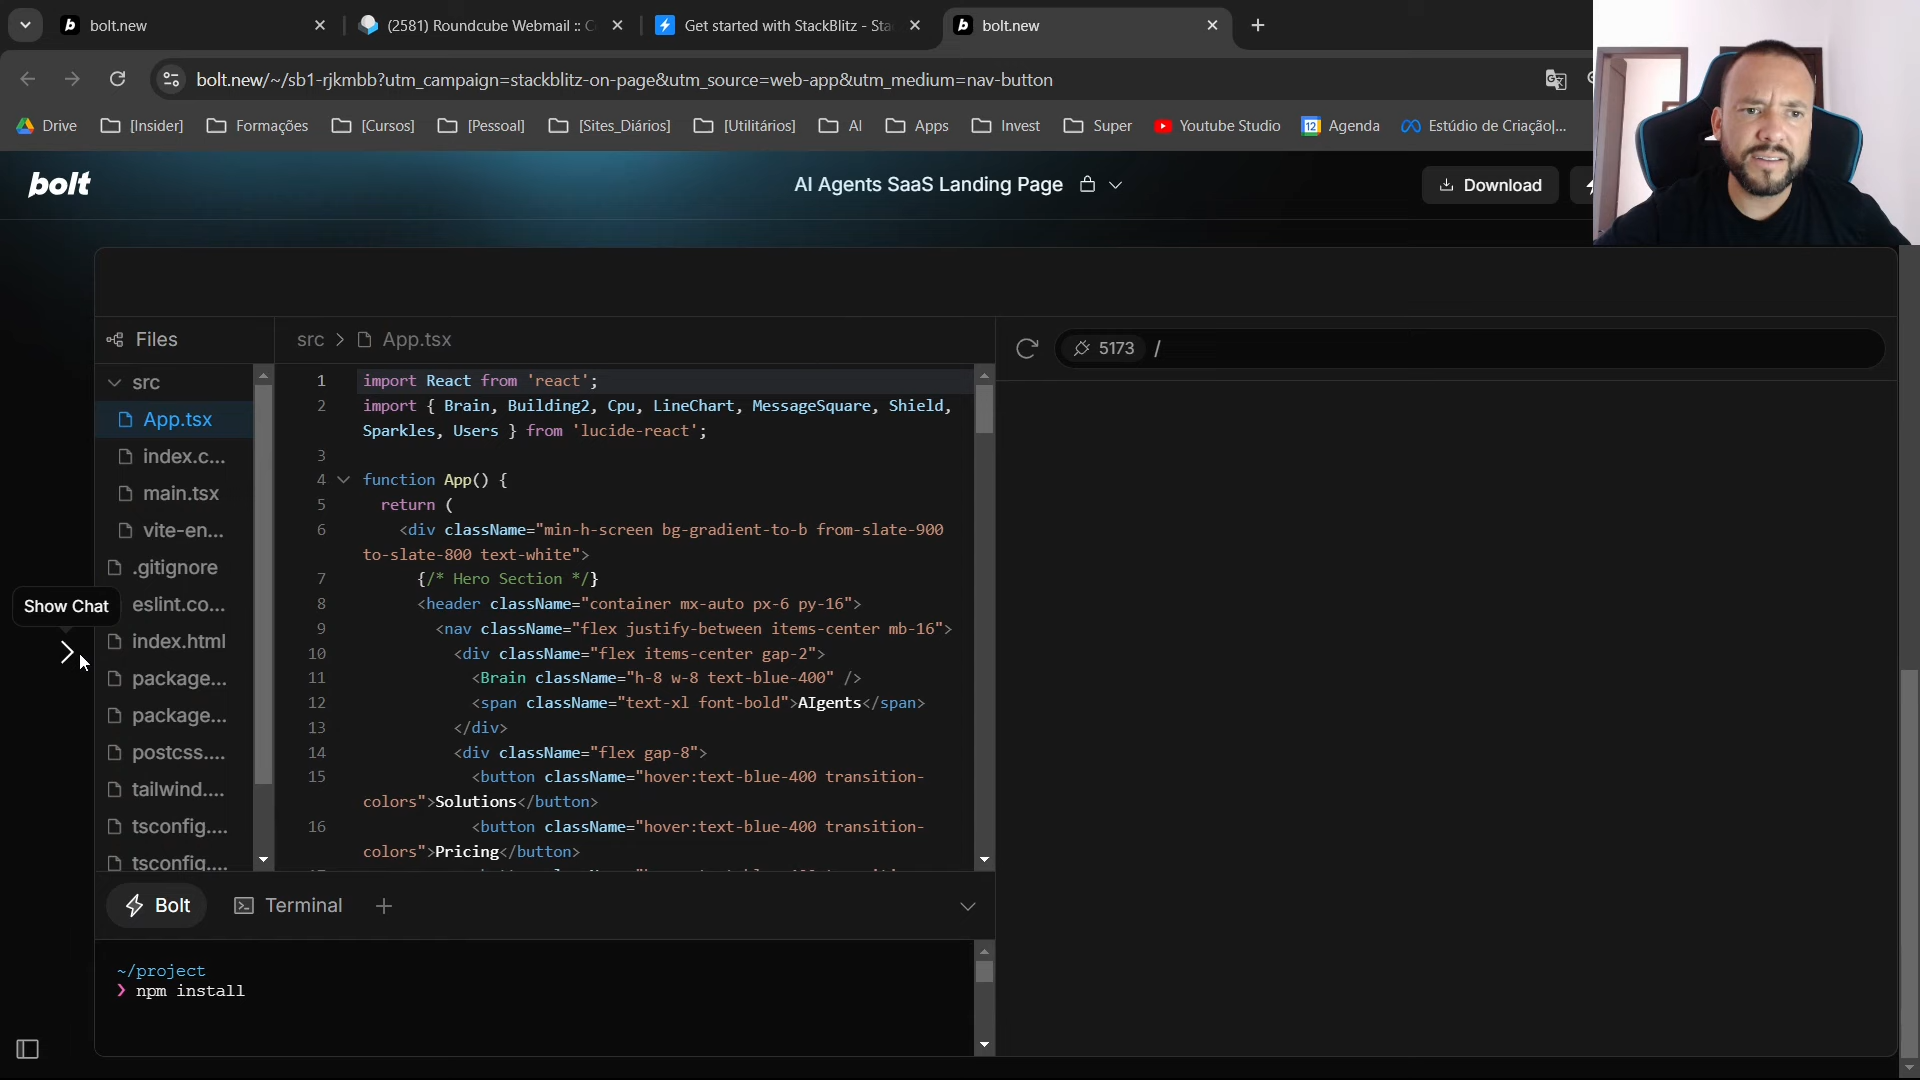 bolt.new
(2581) Roundcube Webmail :: C
Get started with StackBlitz - Sta
bolt.new
bolt.new/~/sb1-rjkmbb?utm_campaign=stackblitz-on-page&utm_source=web-app&utm_medium=nav-button
Drive
[Insider]
Formações
[Cursos]
[Pessoal]
[Sites_Diários]
[Utilitários]
AI
Apps
Invest
Super
Youtube Studio
12
Agenda
Estúdio de Criação|...
bolt
AI Agents SaaS Landing Page
Download
Files
src > App.tsx
5173 /
src
App.tsx
index.c...
main.tsx
vite-en...
.gitignore
eslint.co...
index.html
package...
package...
postcss....
tailwind....
tsconfig....
tsconfig....
Show Chat
1 import React from 'react';
2 import { Brain, Building2, Cpu, LineChart, MessageSquare, Shield,
Sparkles, Users } from 'lucide-react';
3
4 function App() {
5 return (
6 <div className="min-h-screen bg-gradient-to-b from-slate-900
to-slate-800 text-white">
7 {/* Hero Section */}
8 <header className="container mx-auto px-6 py-16">
9 <nav className="flex justify-between items-center mb-16">
10 <div className="flex items-center gap-2">
11 <Brain className="h-8 w-8 text-blue-400" />
12 <span className="text-xl font-bold">AIgents</span>
13 </div>
14 <div className="flex gap-8">
15 <button className="hover:text-blue-400 transition-
colors">Solutions</button>
16 <button className="hover:text-blue-400 transition-
colors">Pricing</button>
Bolt
Terminal
~/project
❯ npm install